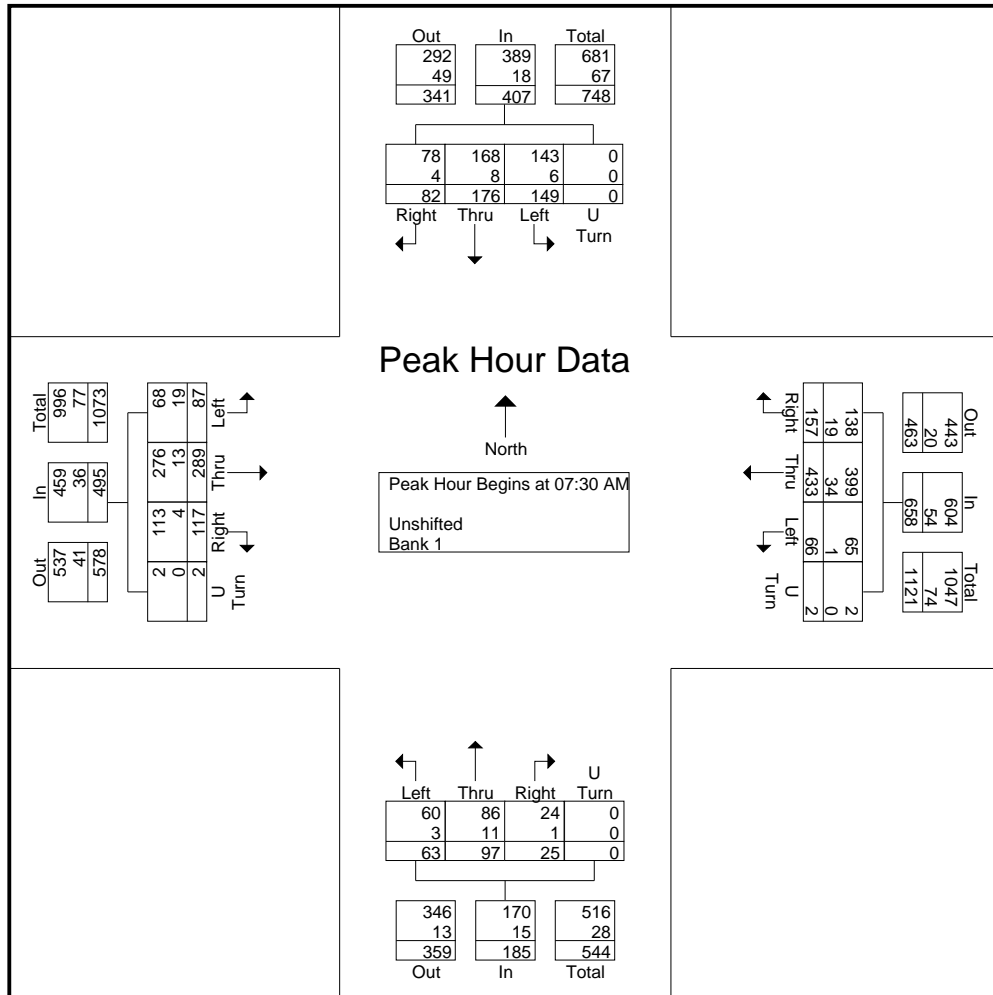 Out In Total
292 389 681
49 18 67
341 407 748
78 168 143 0
4 8 6 0
82 176 149 0
Right Thru Left U
Turn
Peak Hour Data
North
Peak Hour Begins at 07:30 AM
Unshifted
Bank 1
Left Thru Right U
Turn
87 289 117 2
19 13 4 0
68 276 113 2
Total In Out
1073 495 578
77 36 41
996 459 537
Out In Total
443 604 1047
20 54 74
463 658 1121
138 399 65 2
19 34 1 0
157 433 66 2
Right Thru Left U
Turn
U
Left Thru Right Turn
60 86 24 0
3 11 1 0
63 97 25 0
346 170 516
13 15 28
359 185 544
Out In Total